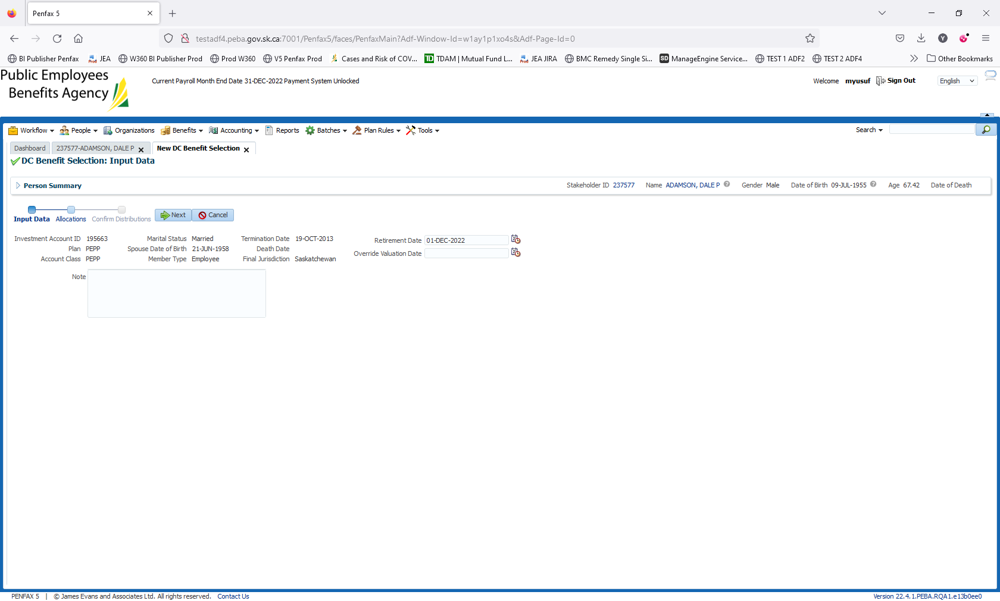 Penfax 5
testadf4.peba.gov.sk.ca:7001/Penfax5/faces/PenfaxMain?Adf-Window-Id=w1ay1p1xo4s&Adf-Page-Id=0
BI Publisher Penfax JEA W360 BI Publisher Prod Prod W360 V5 Penfax Prod Cases and Risk of COV... TDAM | Mutual Fund L... JEA JIRA BMC Remedy Single Si... ManageEngine Service... TEST 1 ADF2 TEST 2 ADF4 Other Bookmarks
Public Employees
Benefits Agency
Current Payroll Month End Date 31-DEC-2022 Payment System Unlocked
Welcome myusuf Sign Out English
Workflow People Organizations Benefits Accounting Reports Batches Plan Rules Tools Search
Dashboard 237577-ADAMSON, DALE P New DC Benefit Selection
DC Benefit Selection: Input Data
Person Summary Stakeholder ID 237577 Name ADAMSON, DALE P Gender Male Date of Birth 09-JUL-1955 Age 67.42 Date of Death
Input Data Allocations Confirm Distributions Next Cancel
Investment Account ID 195663 Marital Status Married Termination Date 19-OCT-2013 Retirement Date 01-DEC-2022
Plan PEPP Spouse Date of Birth 21-JUN-1958 Death Date Override Valuation Date
Account Class PEPP Member Type Employee Final Jurisdiction Saskatchewan
Note
PENFAX 5 | © James Evans and Associates Ltd. All rights reserved. Contact Us Version 22.4.1.PEBA.RQA1.e13b0ee0